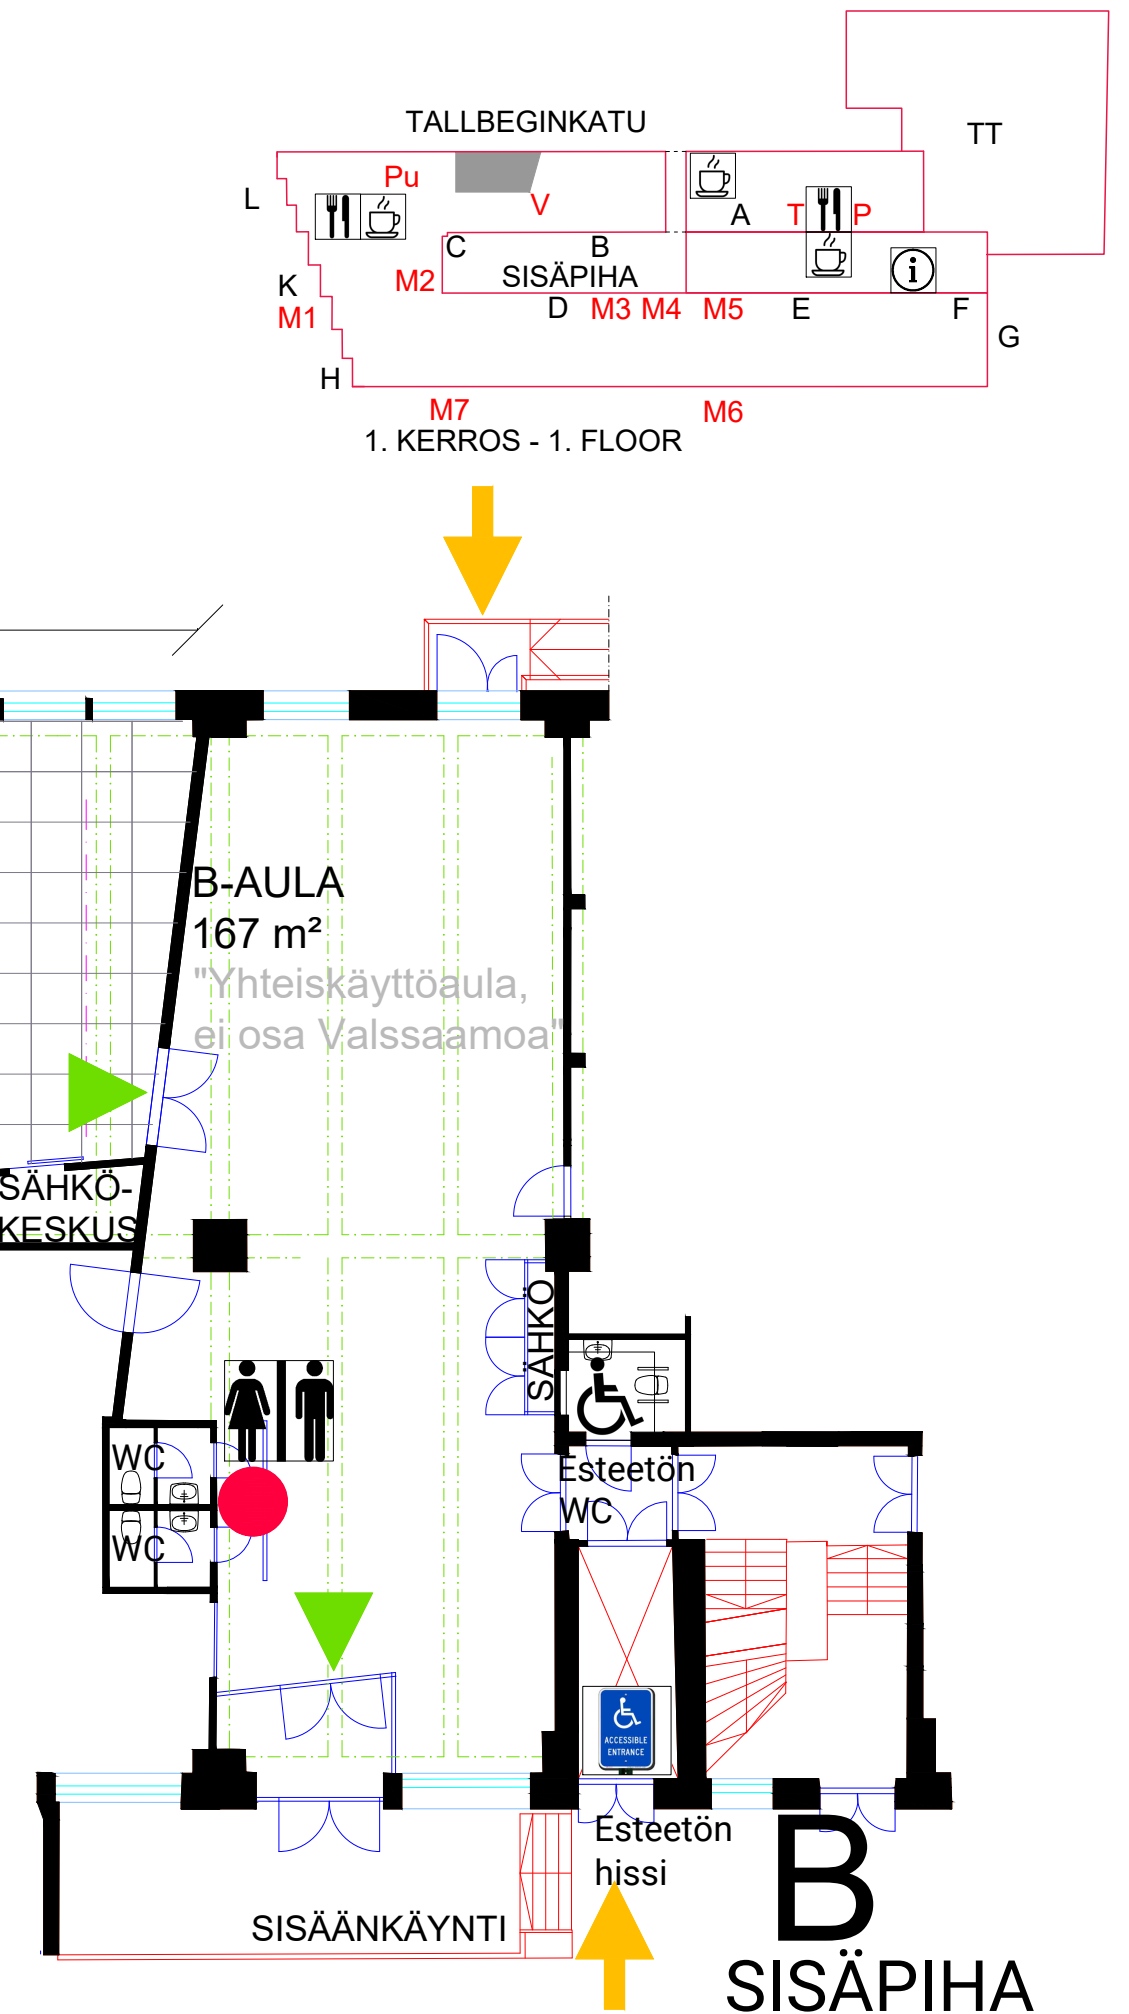 TALLBEGINKATU
TT
Pu
L
V
A
T
P
C
B
SISÄPIHA
K
M2
M1
D
M3
M4
M5
E
F
G
H
M7
M6
1. KERROS - 1. FLOOR
B-AULA
167 m²
"Yhteiskäyttöaula,
ei osa Valssaamoa"
SÄHKÖ-
KESKUS
SÄHKÖ
WC
WC
Esteetön
WC
ACCESSIBLE
ENTRANCE
Esteetön
hissi
SISÄÄNKÄYNTI
B
SISÄPIHA